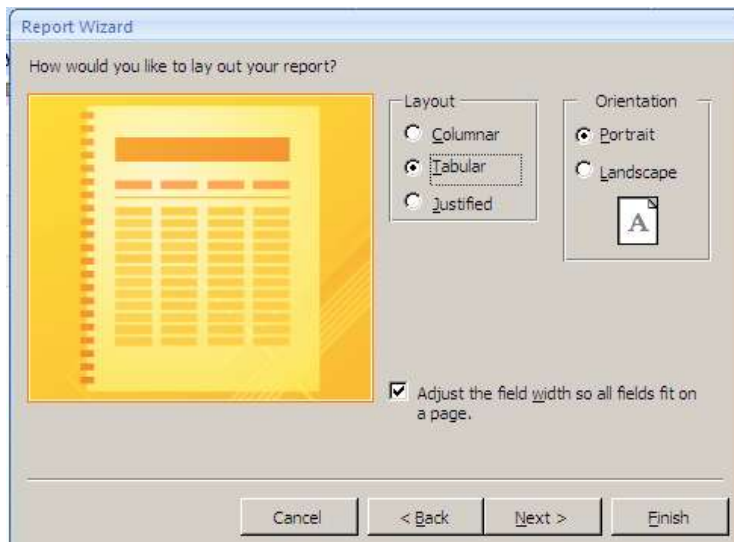 Report Wizard
How would you like to lay out your report?
Layout
Columnar
Tabular
Justified
Orientation
Portrait
Landscape
A
Adjust the field width so all fields fit on
a page.
Cancel
< Back
Next >
Finish